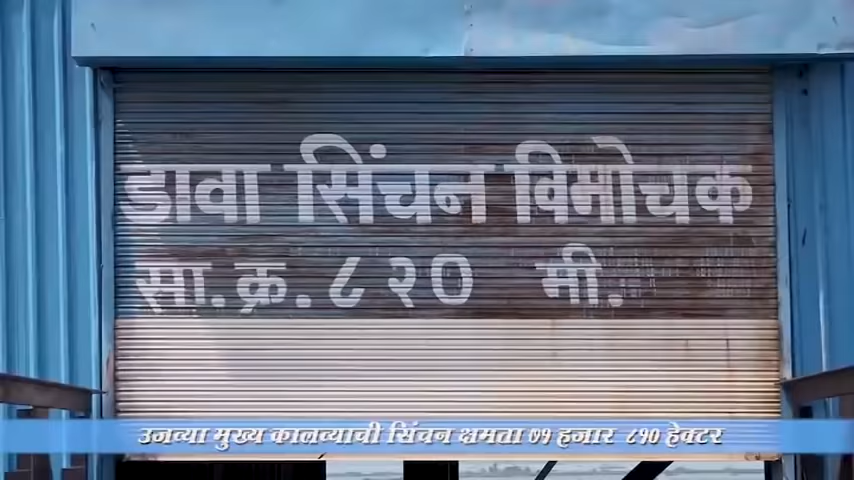 डावा सिंचन विमोचक
सा. क्र. ८२० मी.
उजव्या मुख्य कालव्याची सिंचन क्षमता ७१ हजार ८१० हेक्टर